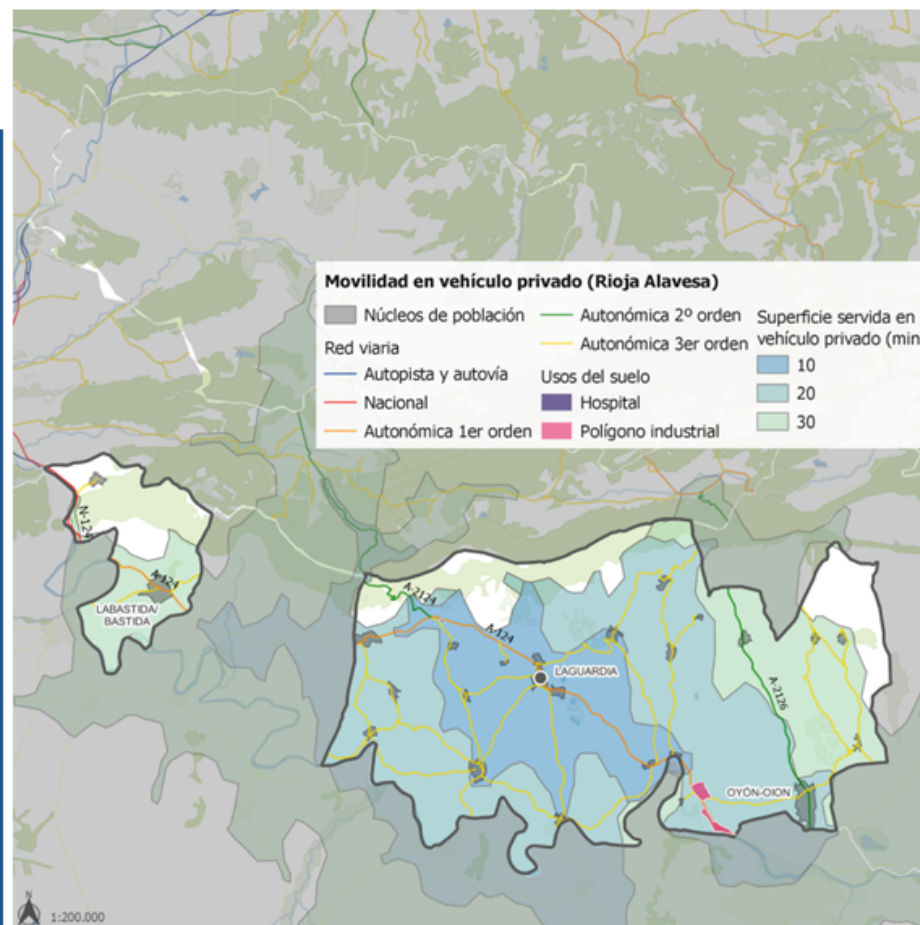 Movilidad en vehículo privado (Rioja Alavesa)
Núcleos de población
Red viaria
Autopista y autovía
Nacional
Autonómica 1er orden
Autonómica 2º orden
Autonómica 3er orden
Usos del suelo
Hospital
Polígono industrial
Superficie servida en
vehículo privado (min
10
20
30
N-124
A-124
LABASTIDA/
BASTIDA
A-2124
A-124
LAGUARDIA
A-2126
OYÓN-OION
N
1:200.000